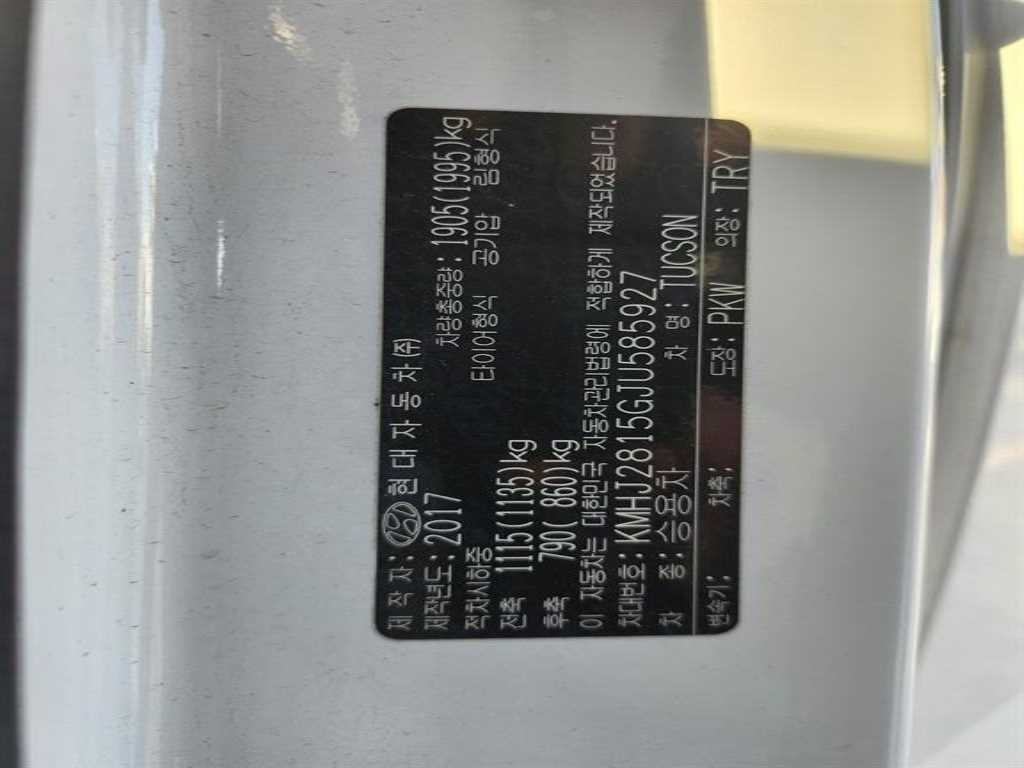 제 작 자: 현대자동차(주)
제작년도: 2017 차량총중량: 1905(1995)kg
적차시하중 타이어형식 공기압 림형식
전축 1115(1135)kg
후축 790( 860)kg
이 자동차는 대한민국 자동차관리법령에 적합하게 제작되었습니다.
차대번호: KMHJ2815GJU585927
차 종: 승용차 차 명: TUCSON
변속기: 차축: 도장: PKW 의장: TRY